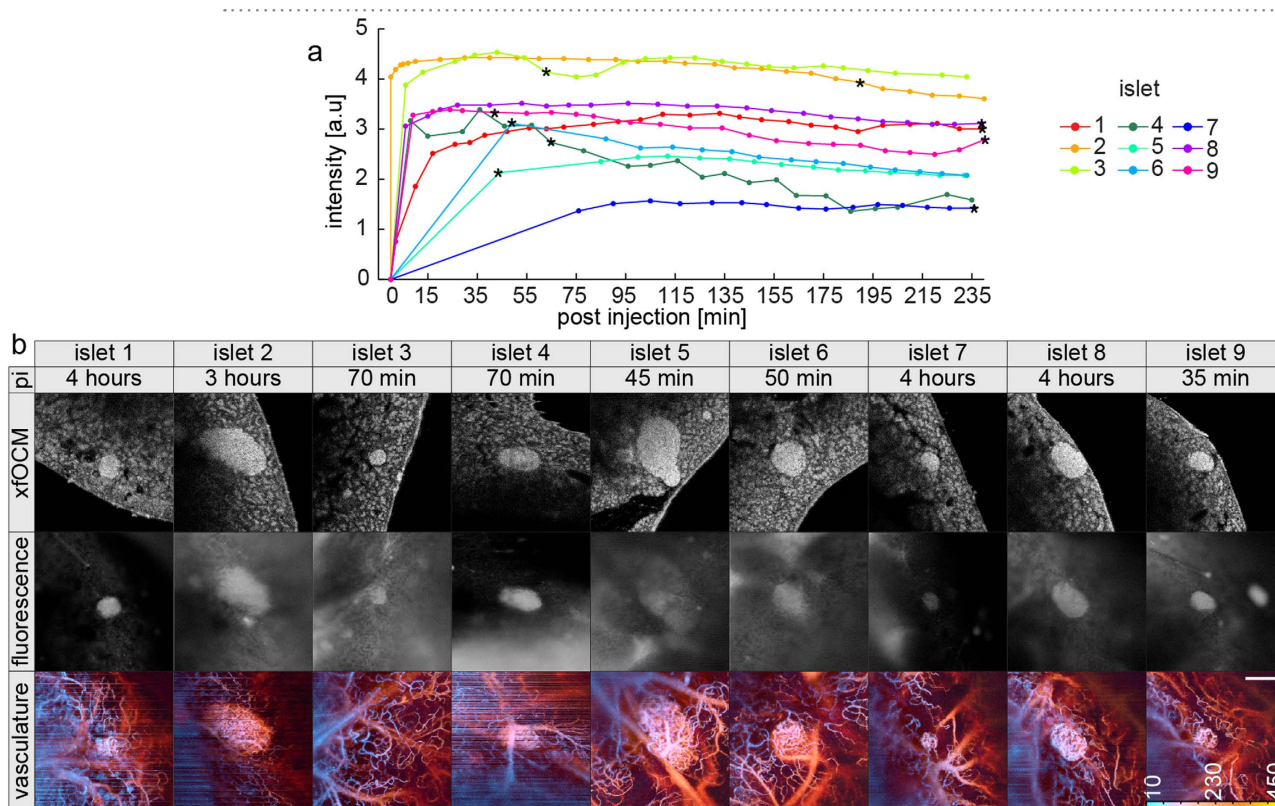 a
5
4
3
2
1
0
intensity [a.u]
0 15 35 55 75 95 115 135 155 175 195 215 235
post injection [min]
islet
1 4 7
2 5 8
3 6 9
* * * * * * * * *
b
islet 1 islet 2 islet 3 islet 4 islet 5 islet 6 islet 7 islet 8 islet 9
pi 4 hours 3 hours 70 min 70 min 45 min 50 min 4 hours 4 hours 35 min
xfOCM
fluorescence
vasculature
10 230 450